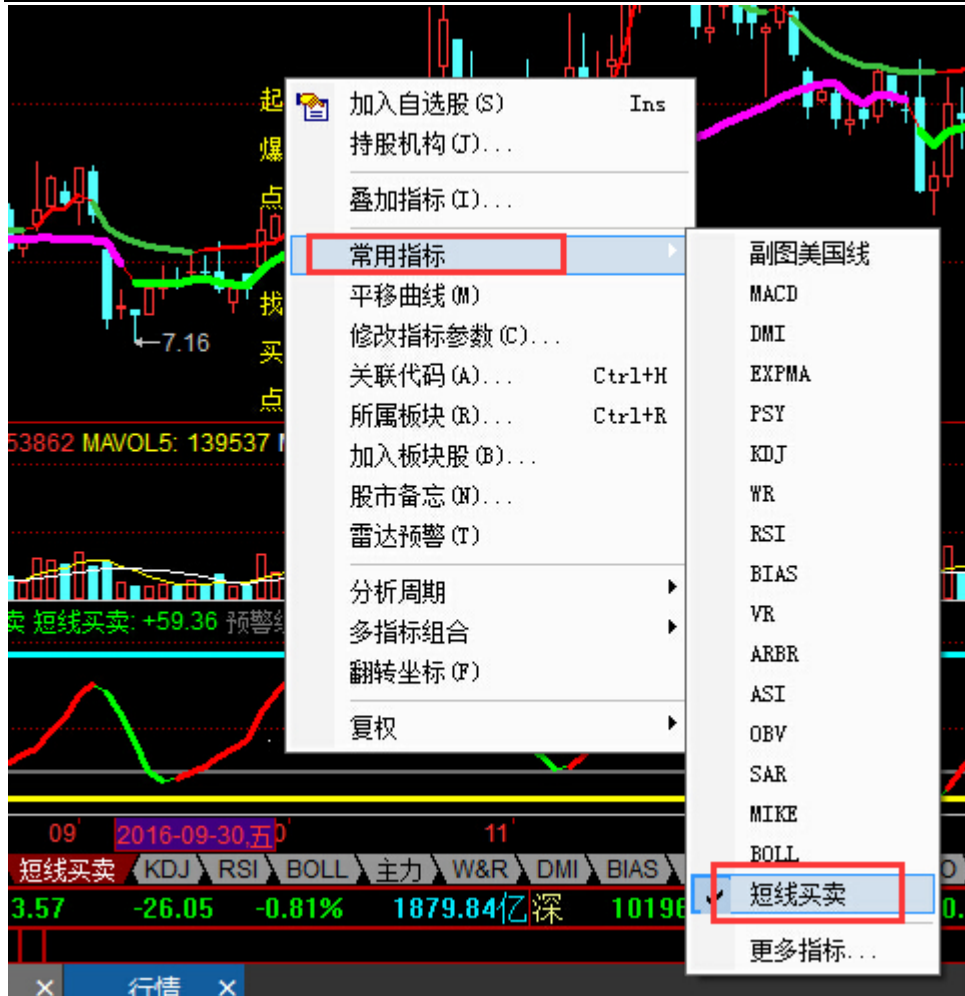 起
爆
点
找
买
点
7.16
加入自选股(S) Ins
持股机构(J)...
叠加指标(I)...
常用指标
平移曲线(M)
修改指标参数(C)...
关联代码(A)... Ctrl+H
所属板块(R)... Ctrl+R
加入板块股(B)...
股市备忘(N)...
雷达预警(T)
分析周期
多指标组合
翻转坐标(F)
复权
副图美国线
MACD
DMI
EXPMA
PSY
KDJ
WR
RSI
BIAS
VR
ARBR
ASI
OBV
SAR
MIKE
BOLL
短线买卖
更多指标...
53862 MAVOL5: 139537
卖 短线买卖: +59.36 预警
09 2016-09-30,五 11
短线买卖 KDJ RSI BOLL 主力 W&R DMI BIAS
3.57 -26.05 -0.81% 1879.84亿 深 10196
× 行情 ×